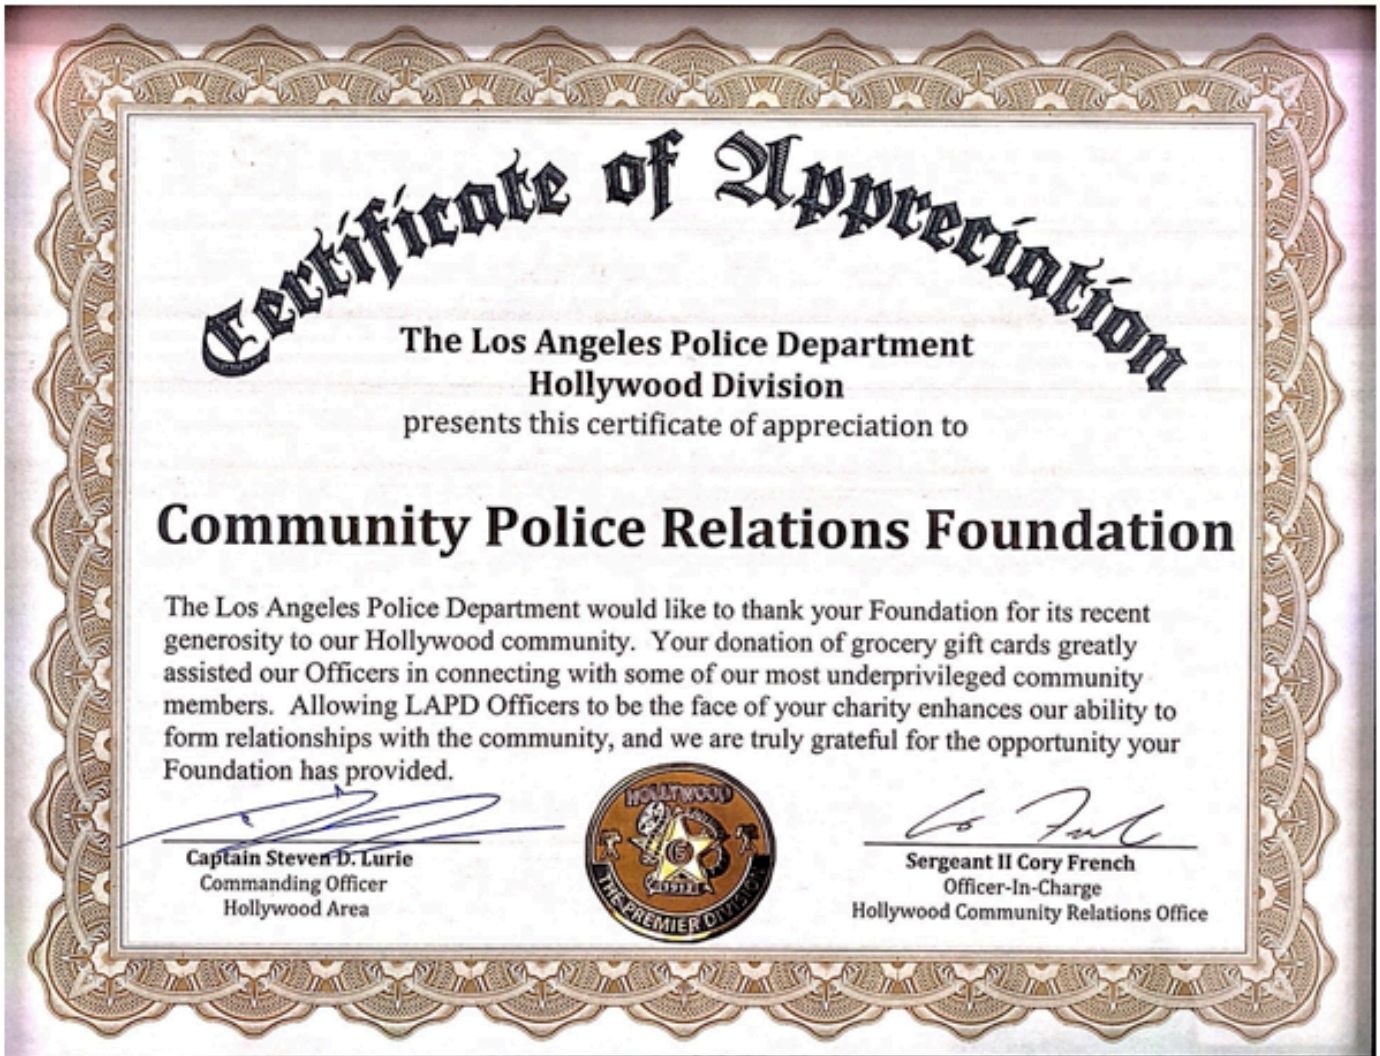 Certificate of Appreciation
The Los Angeles Police Department
Hollywood Division
presents this certificate of appreciation to
Community Police Relations Foundation
The Los Angeles Police Department would like to thank your Foundation for its recent
generosity to our Hollywood community. Your donation of grocery gift cards greatly
assisted our Officers in connecting with some of our most underprivileged community
members. Allowing LAPD Officers to be the face of your charity enhances our ability to
form relationships with the community, and we are truly grateful for the opportunity your
Foundation has provided.
Captain Steven D. Lurie
Commanding Officer
Hollywood Area
HOLLYWOOD
6
THE PREMIER DIVISION
Sergeant II Cory French
Officer-In-Charge
Hollywood Community Relations Office